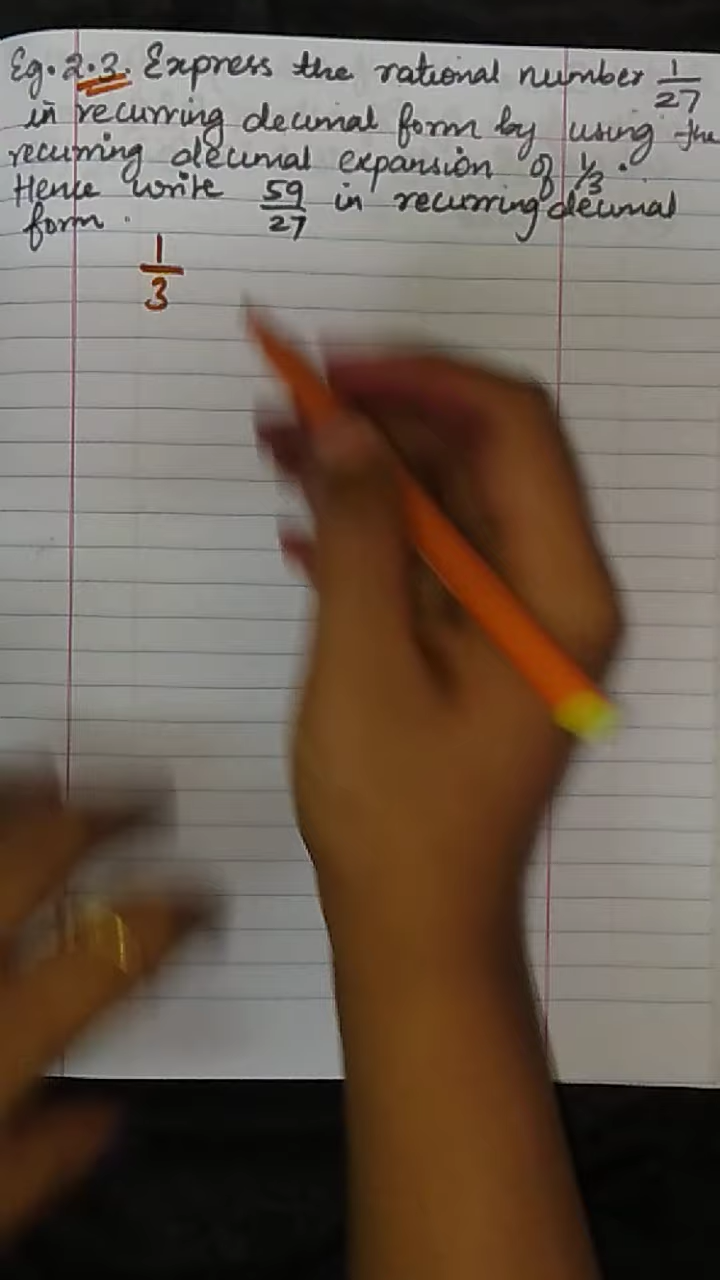 Eg. 2.3. Express the rational number 1/27
in recurring decimal form by using the
recurring decimal expansion of 1/3.
Hence write 59/27 in recurring decimal
form.
1/3